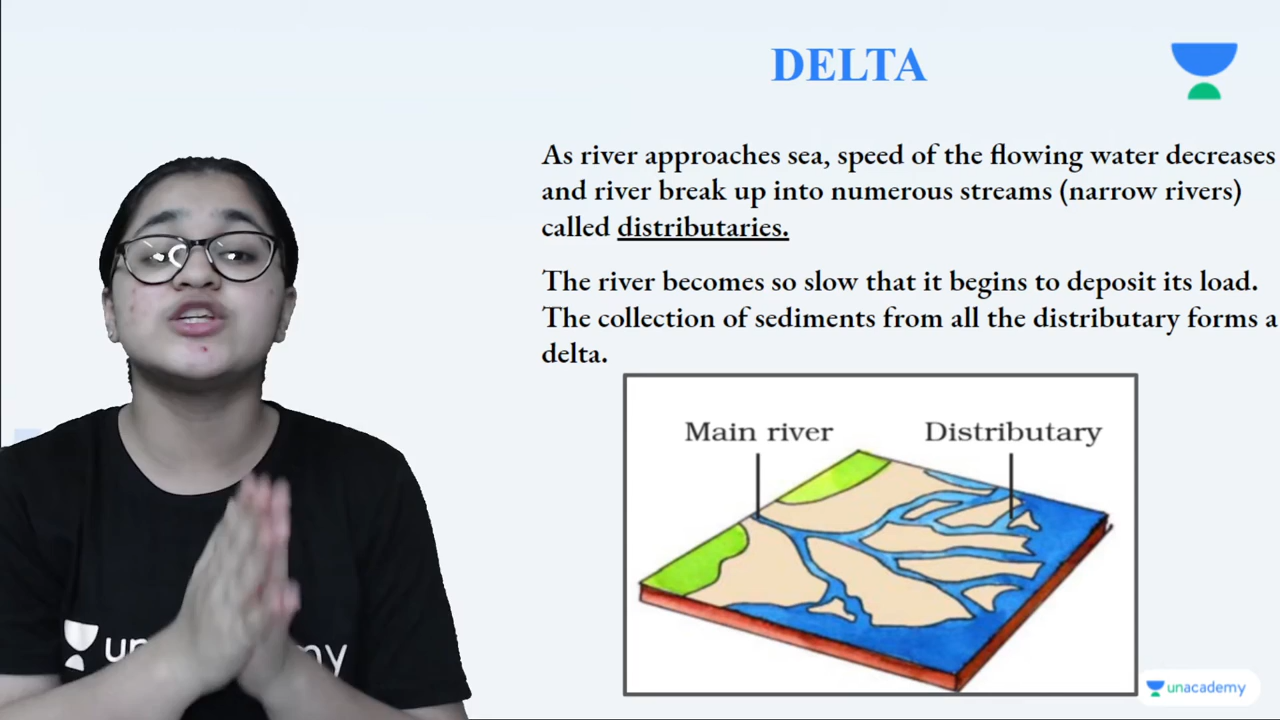 DELTA
As river approaches sea, speed of the flowing water decreases
and river break up into numerous streams (narrow rivers)
called distributaries.
The river becomes so slow that it begins to deposit its load.
The collection of sediments from all the distributary forms a
delta.
Main river
Distributary
unacademy